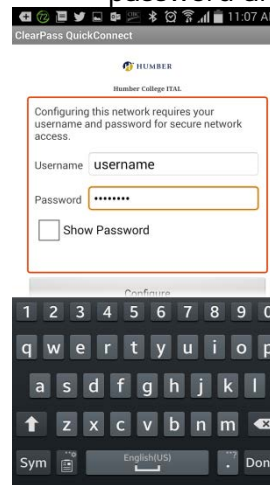 password a
11:07 A
ClearPass QuickConnect
HUMBER
Humber College ITAL
Configuring this network requires your
username and password for secure network
access.
Username username
Password ••••••••
Show Password
Configure
1 2 3 4 5 6 7 8 9 0
q w e r t y u i o p
a s d f g h j k l
z x c v b n m
Sym English(US) . Don